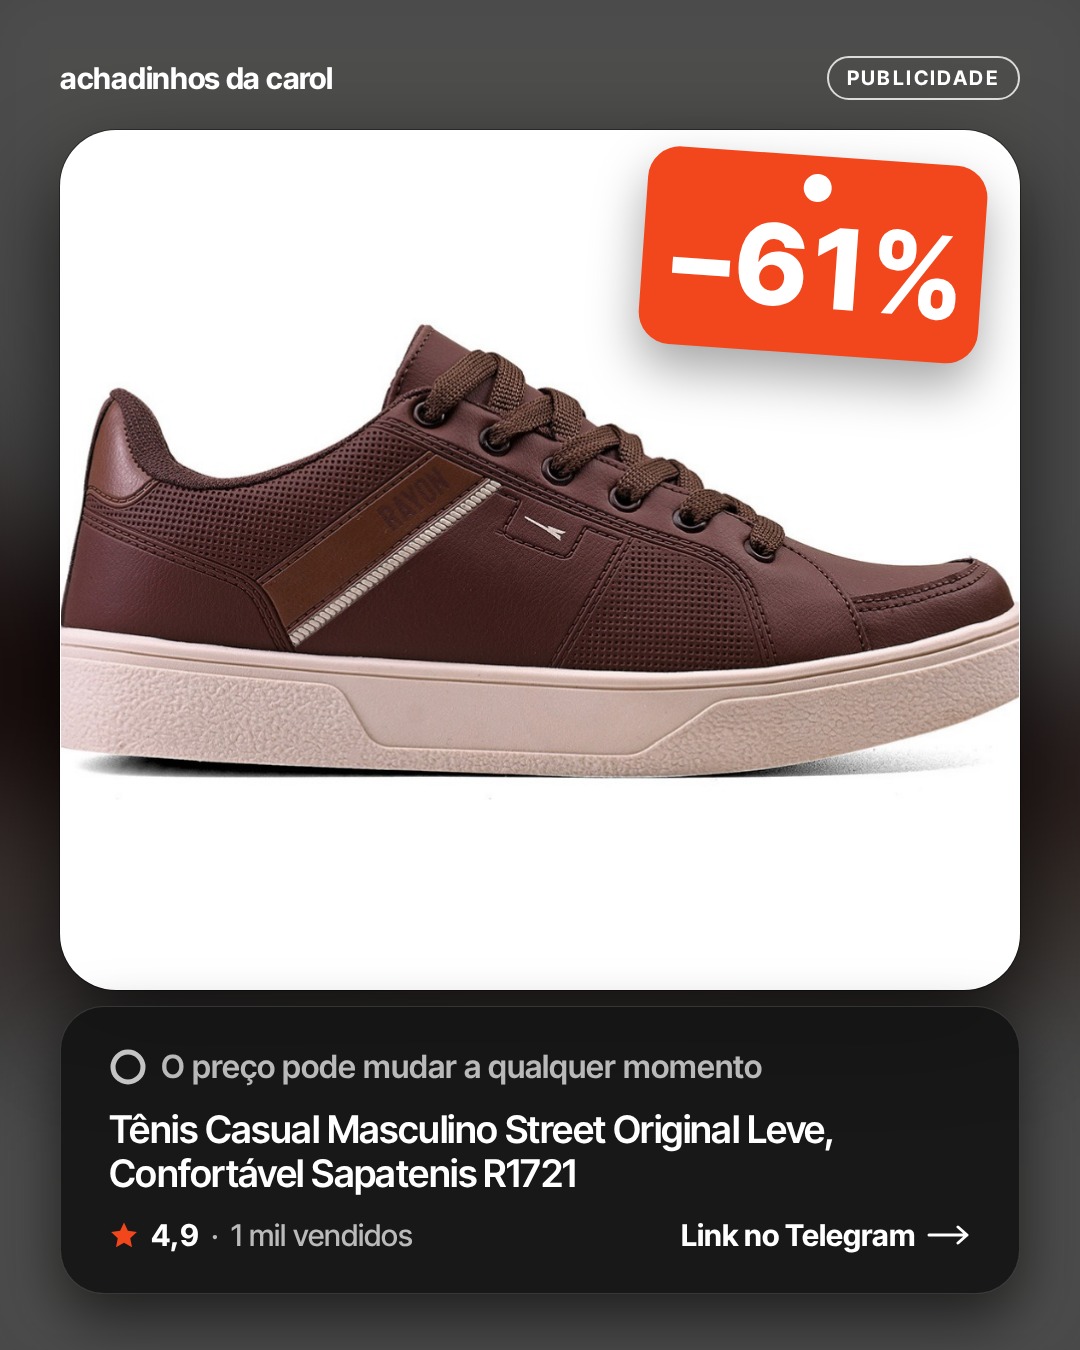 achadinhos da carol
PUBLICIDADE
−61%
RAYON
O preço pode mudar a qualquer momento
Tênis Casual Masculino Street Original Leve,
Confortável Sapatenis R1721
4,9 · 1 mil vendidos
Link no Telegram →